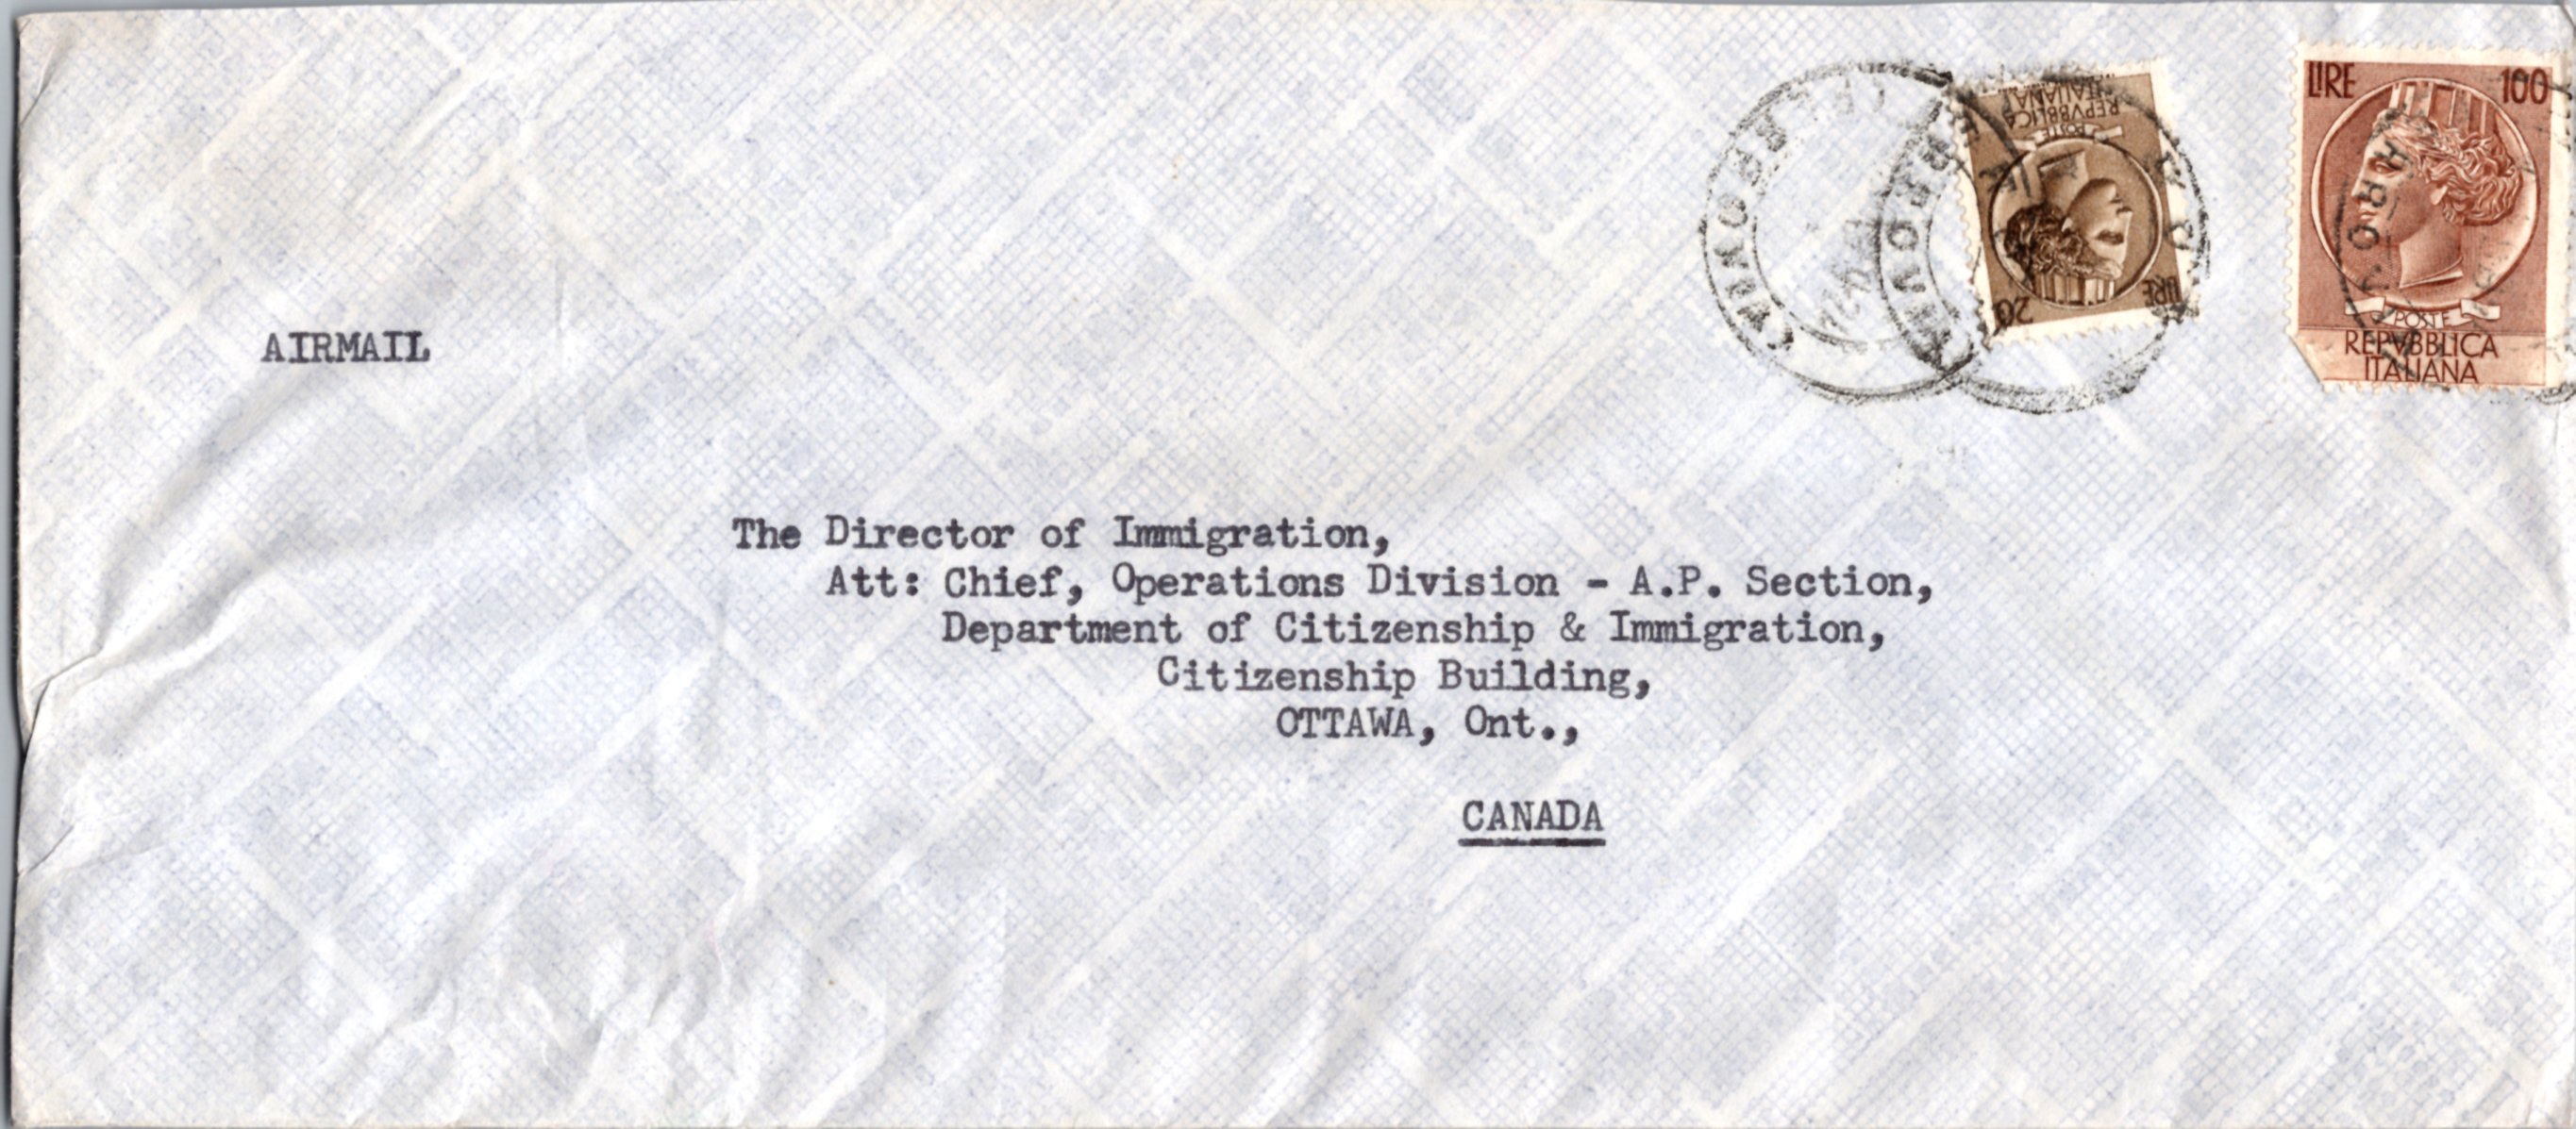 LIRE 100
POSTE
REPVBBLICA
ITALIANA
LIRE 20
POSTE
REPVBBLICA
ITALIANA
AIRMAIL
The Director of Immigration,
Att: Chief, Operations Division - A.P. Section,
Department of Citizenship & Immigration,
Citizenship Building,
OTTAWA, Ont.,
CANADA